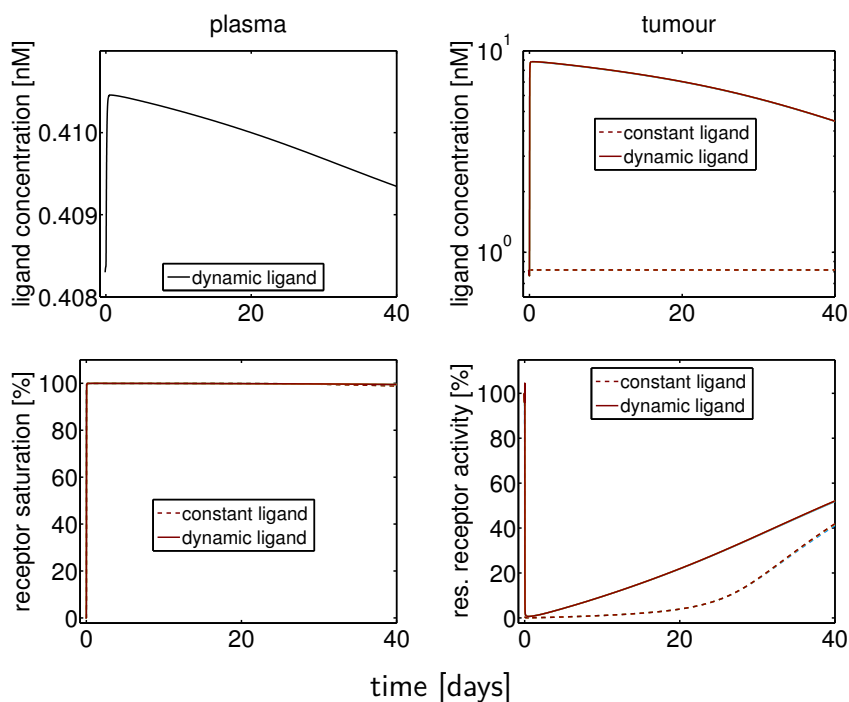 plasma
ligand concentration [nM]
0.410
0.409
0.408
0
20
40
dynamic ligand
tumour
ligand concentration [nM]
10^1
10^0
0
20
40
constant ligand
dynamic ligand
receptor saturation [%]
100
80
60
40
20
0
0
20
40
constant ligand
dynamic ligand
res. receptor activity [%]
100
80
60
40
20
0
0
20
40
constant ligand
dynamic ligand
time [days]